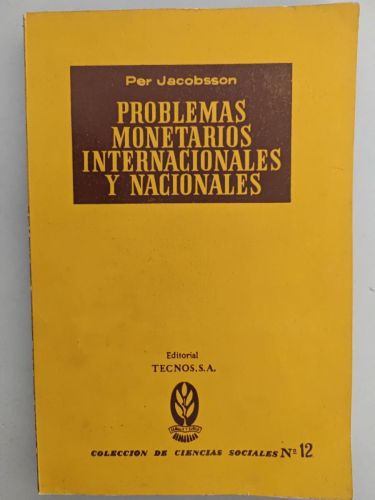 Per Jacobsson
PROBLEMAS
MONETARIOS
INTERNACIONALES
Y NACIONALES
Editorial
TECNOS, S.A.
COLECCION DE CIENCIAS SOCIALES Nº 12